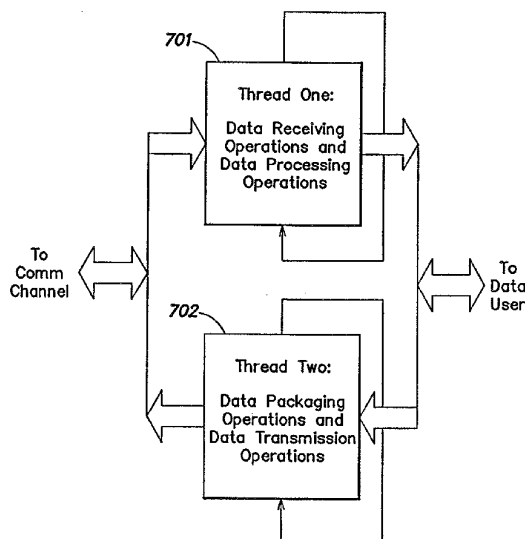 701
Thread One:
Data Receiving
Operations and
Data Processing
Operations
To
Comm
Channel
To
Data
User
702
Thread Two:
Data Packaging
Operations and
Data Transmission
Operations